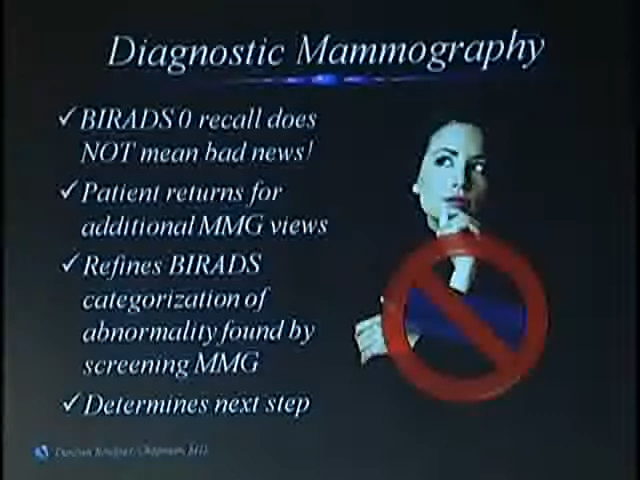 Diagnostic Mammography
✓ BIRADS 0 recall does
NOT mean bad news!
✓ Patient returns for
additional MMG views
✓ Refines BIRADS
categorization of
abnormality found by
screening MMG
✓ Determines next step
Chapman, M.D.